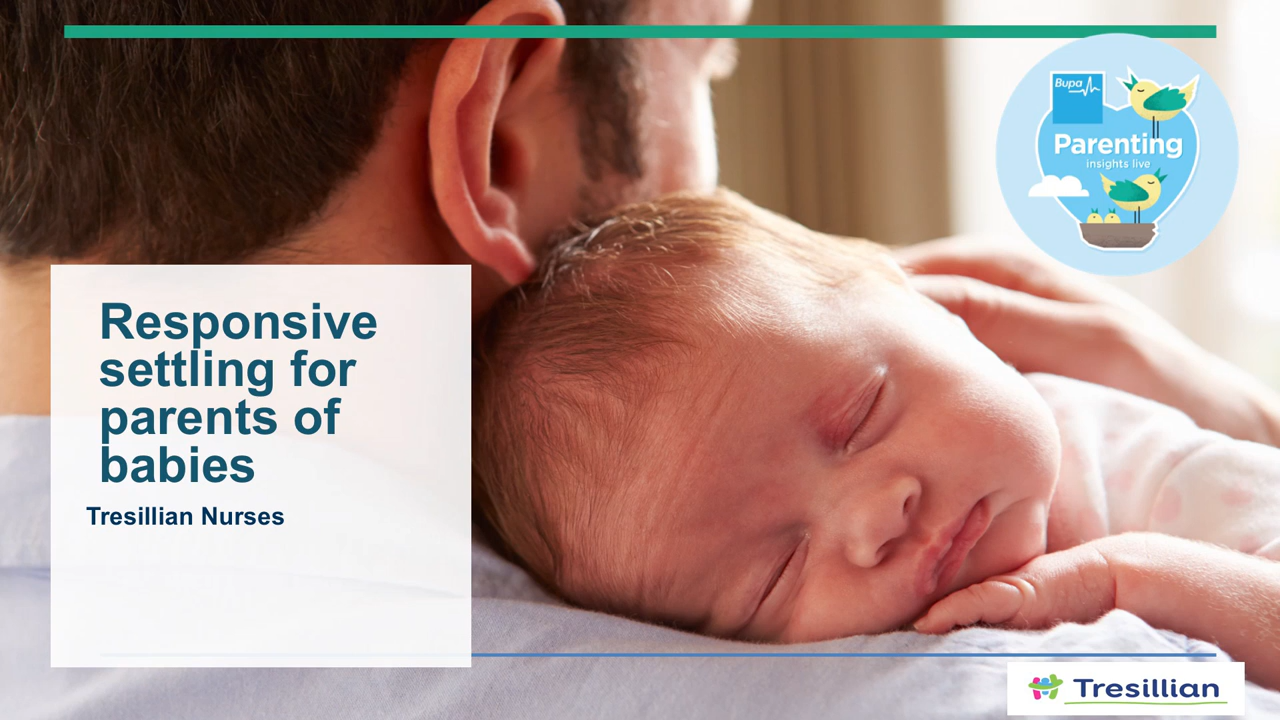 Bupa
Parenting
insights live
Responsive
settling for
parents of
babies
Tresillian Nurses
Tresillian